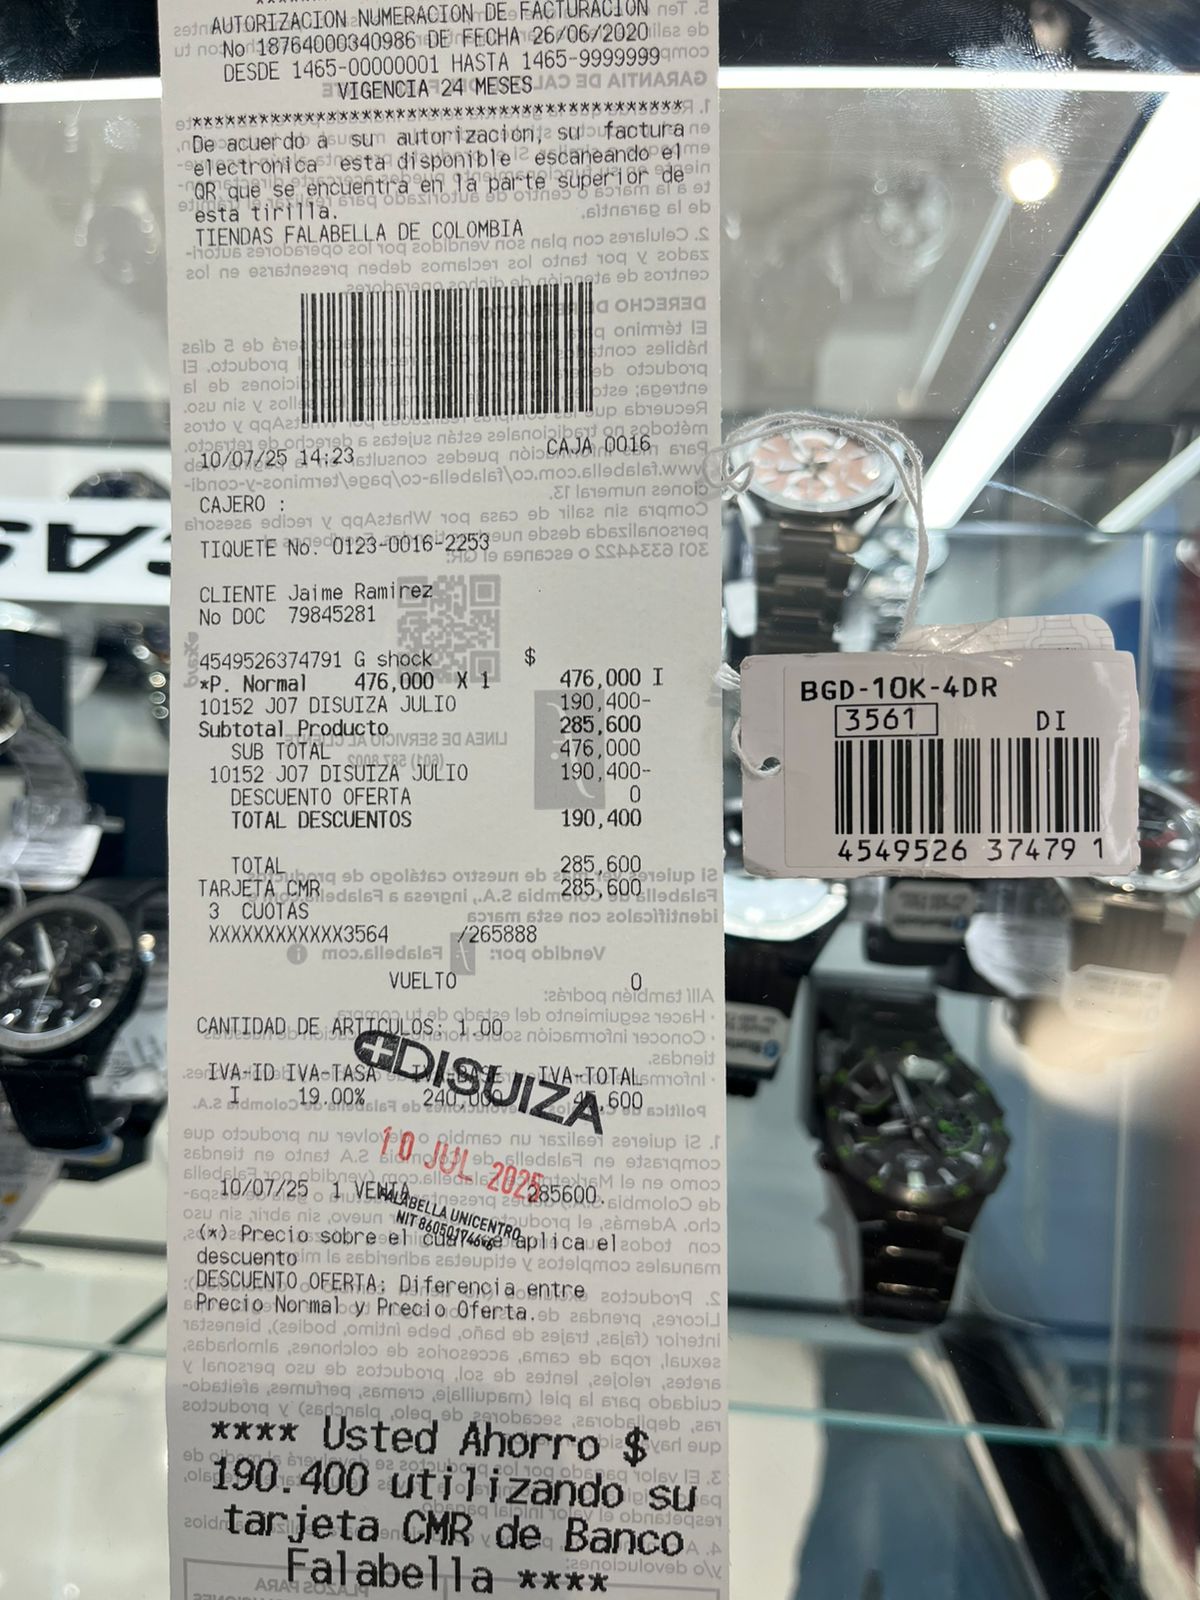 AUTORIZACION NUMERACION DE FACTURACION
No 18764000340986 DE FECHA 26/06/2020
DESDE 1465-00000001 HASTA 1465-9999999
VIGENCIA 24 MESES
****************************************
De acuerdo a su autorización, su factura
electrónica esta disponible escaneando el
QR que se encuentra en la parte superior de
esta tirilla.
TIENDAS FALABELLA DE COLOMBIA
10/07/25 14:23 CAJA 0016
CAJERO :
TIQUETE No. 0123-0016-2253
CLIENTE Jaime Ramirez
No DOC 79845281
4549526374791 G shock $
*P. Normal 476,000 X 1 476,000 I
10152 J07 DISUIZA JULIO 190,400-
Subtotal Producto 285,600
SUB TOTAL 476,000
10152 J07 DISUIZA JULIO 190,400-
DESCUENTO OFERTA 0
TOTAL DESCUENTOS 190,400
TOTAL 285,600
TARJETA CMR 285,600
3 CUOTAS
XXXXXXXXXXXX3564 /265888
VUELTO 0
CANTIDAD DE ARTICULOS: 1.00
DISUIZA
IVA-ID IVA-TASA IVA-TOTAL
I 19.00% 240,000 45,600
10 JUL 2025
10/07/25 1 VENTA 285600.
FALABELLA UNICENTRO
(*) Precio sobre el cual se aplica el
descuento
DESCUENTO OFERTA: Diferencia entre
Precio Normal y Precio Oferta.
**** Usted Ahorro $
190.400 utilizando su
tarjeta CMR de Banco
Falabella ****
BGD-10K-4DR
3561 DI
4549526 37479 1